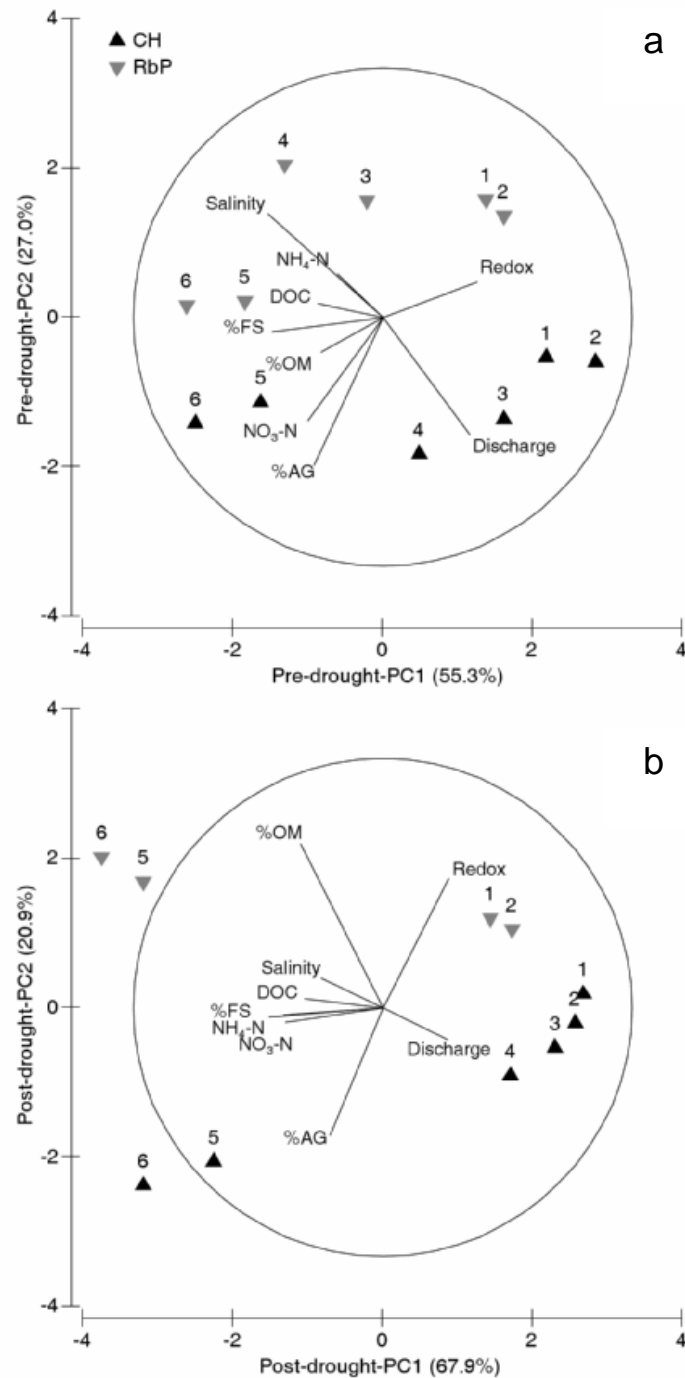 a
CH
RbP
4
2
0
-2
-4
Pre-drought-PC2 (27.0%)
4
3
1
2
Salinity
NH₄-N
Redox
6
5
DOC
%FS
%OM
1
2
5
6
3
NO₃-N
4
Discharge
%AG
-4
-2
0
2
4
Pre-drought-PC1 (55.3%)
b
4
2
0
-2
-4
Post-drought-PC2 (20.9%)
%OM
6
5
Redox
1
2
Salinity
DOC
1
%FS
2
NH₄-N
3
NO₃-N
Discharge
4
%AG
5
6
-4
-2
0
2
4
Post-drought-PC1 (67.9%)